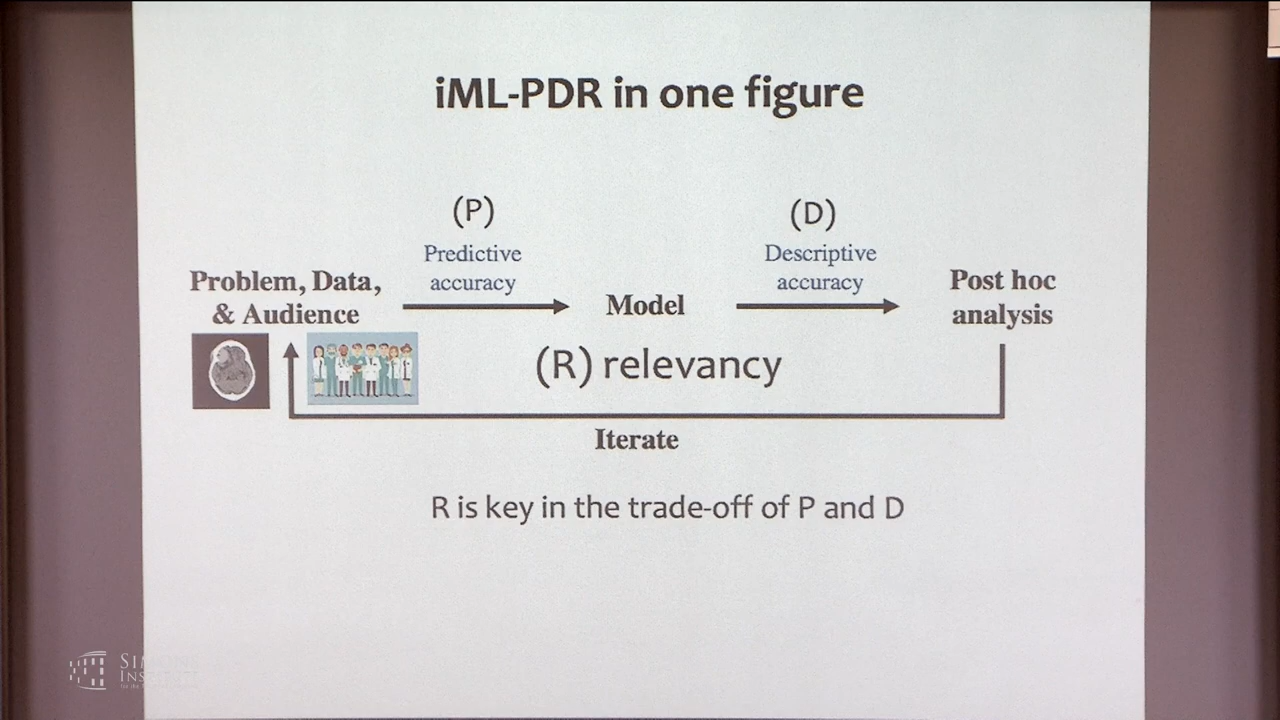 iML-PDR in one figure
(P)
Predictive
accuracy
(D)
Descriptive
accuracy
Problem, Data,
& Audience
Model
Post hoc
analysis
(R) relevancy
Iterate
R is key in the trade-off of P and D